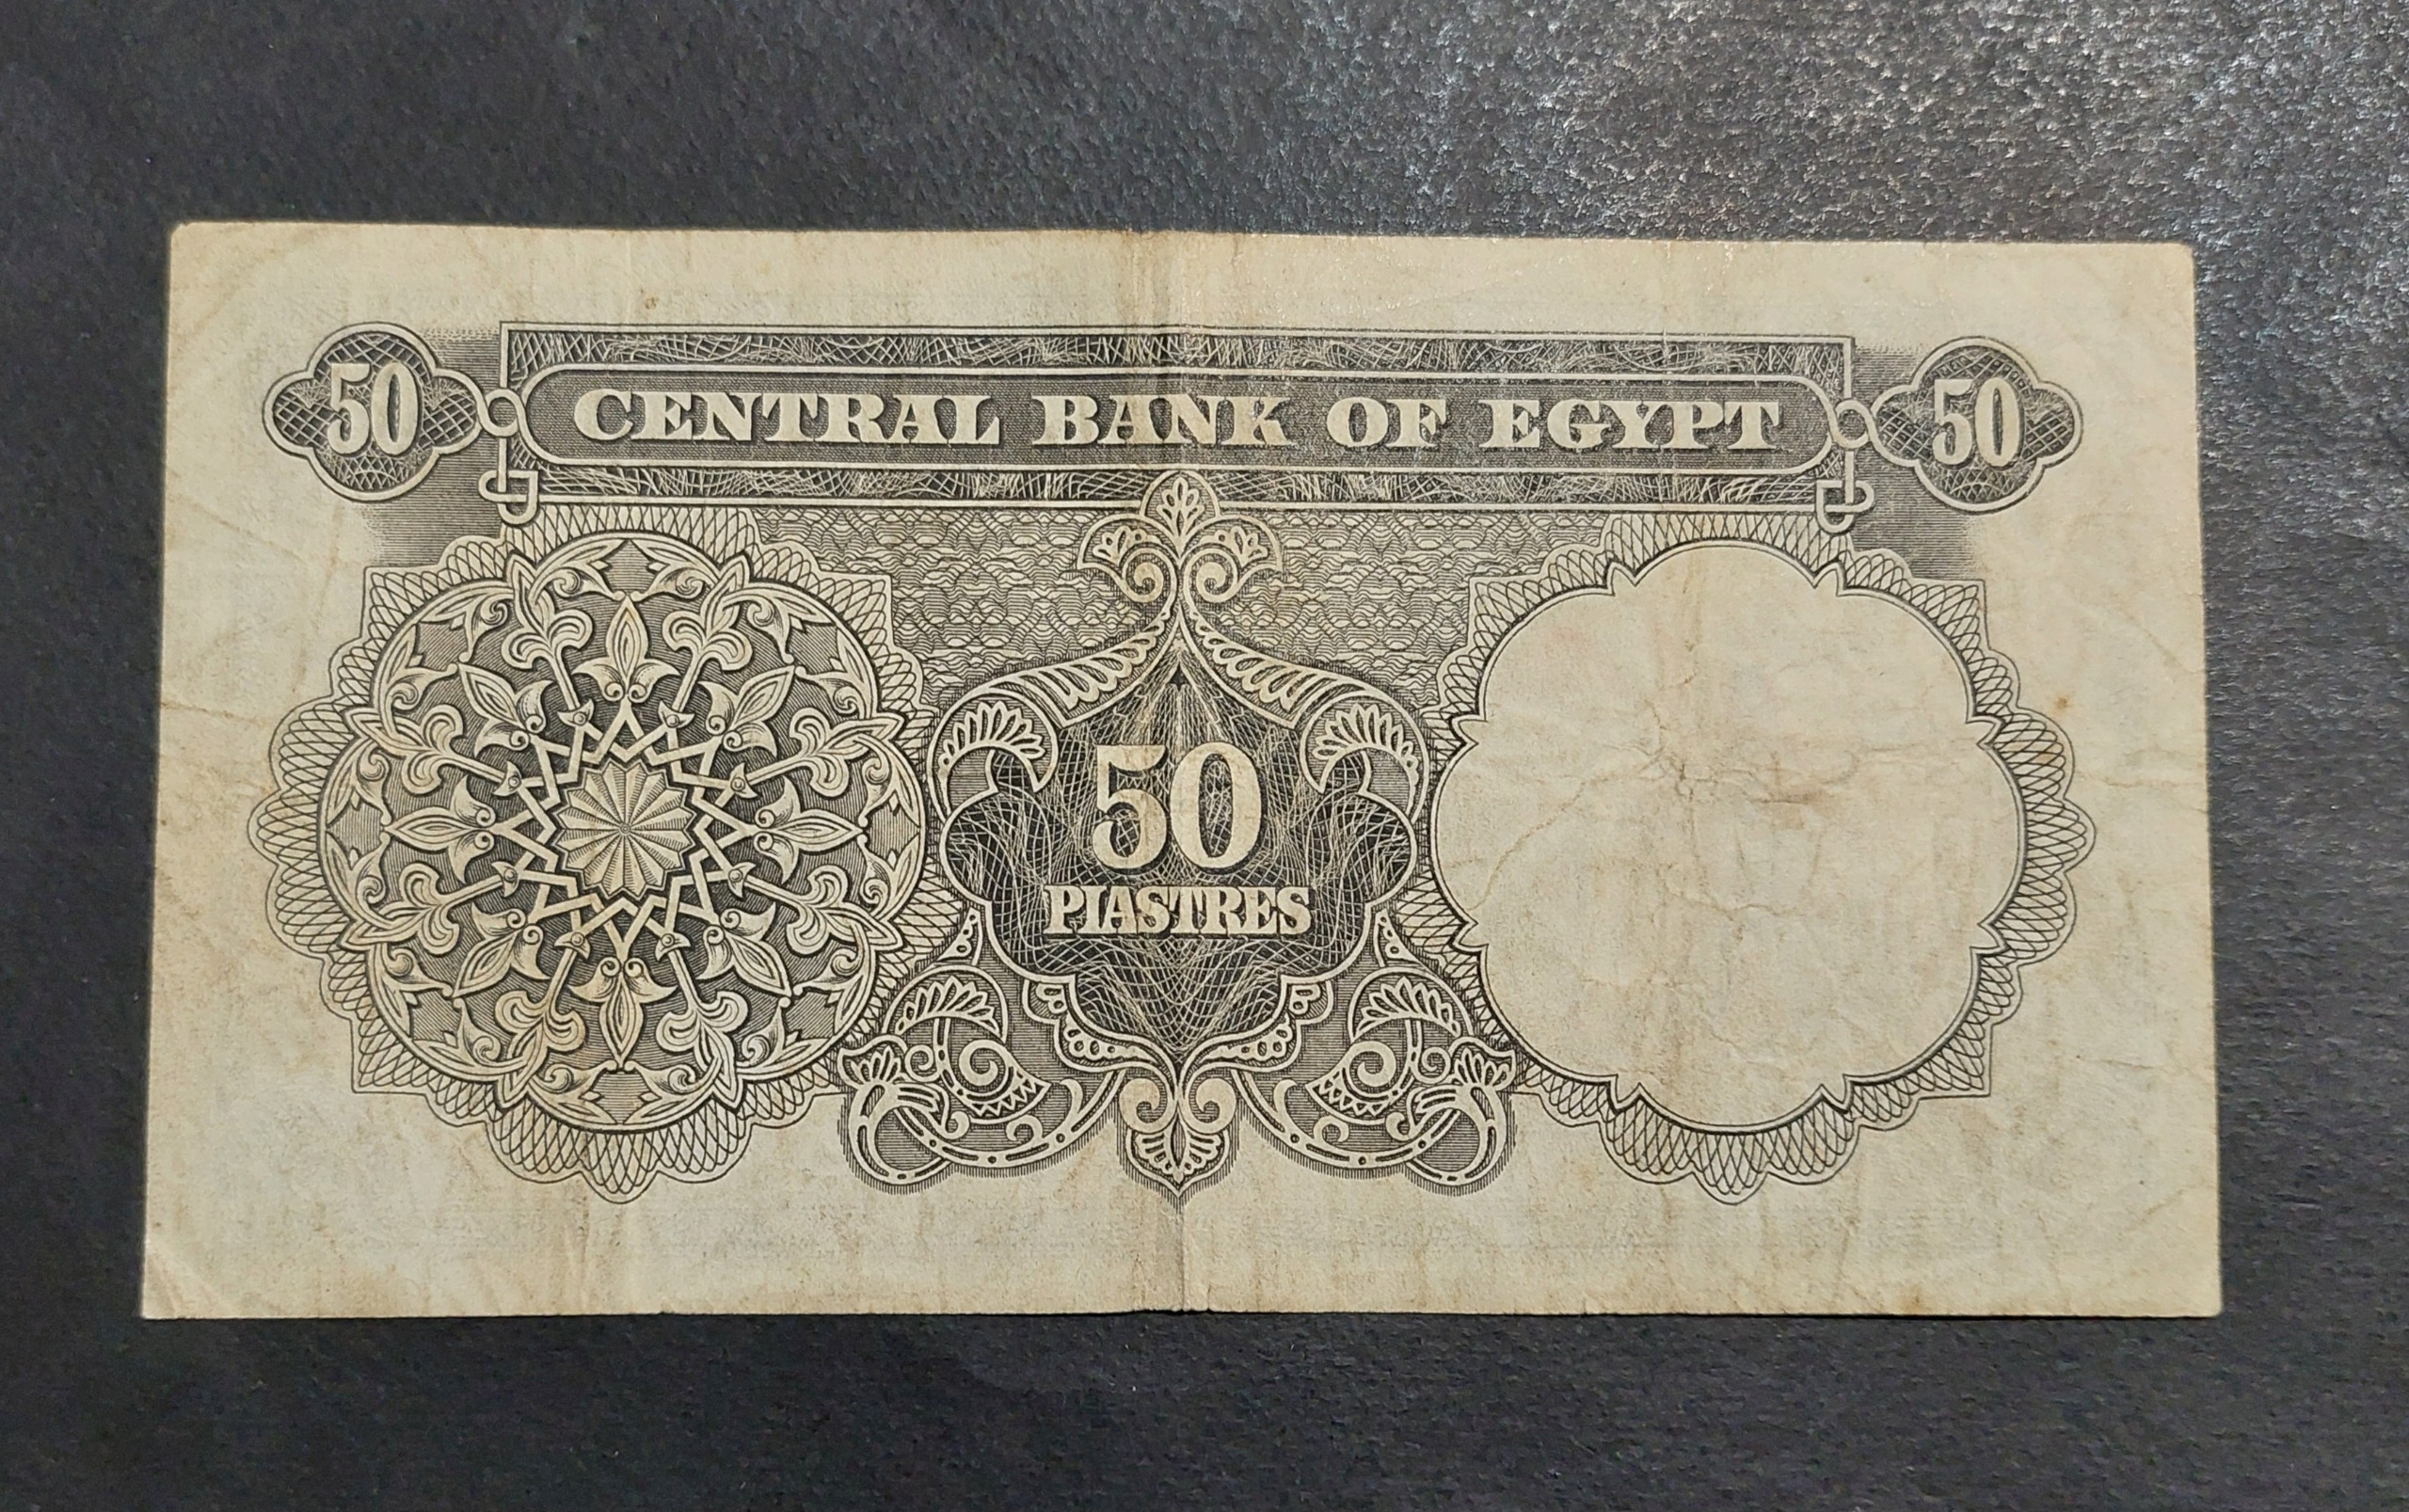 50 CENTRAL BANK OF EGYPT 50
50
PIASTRES